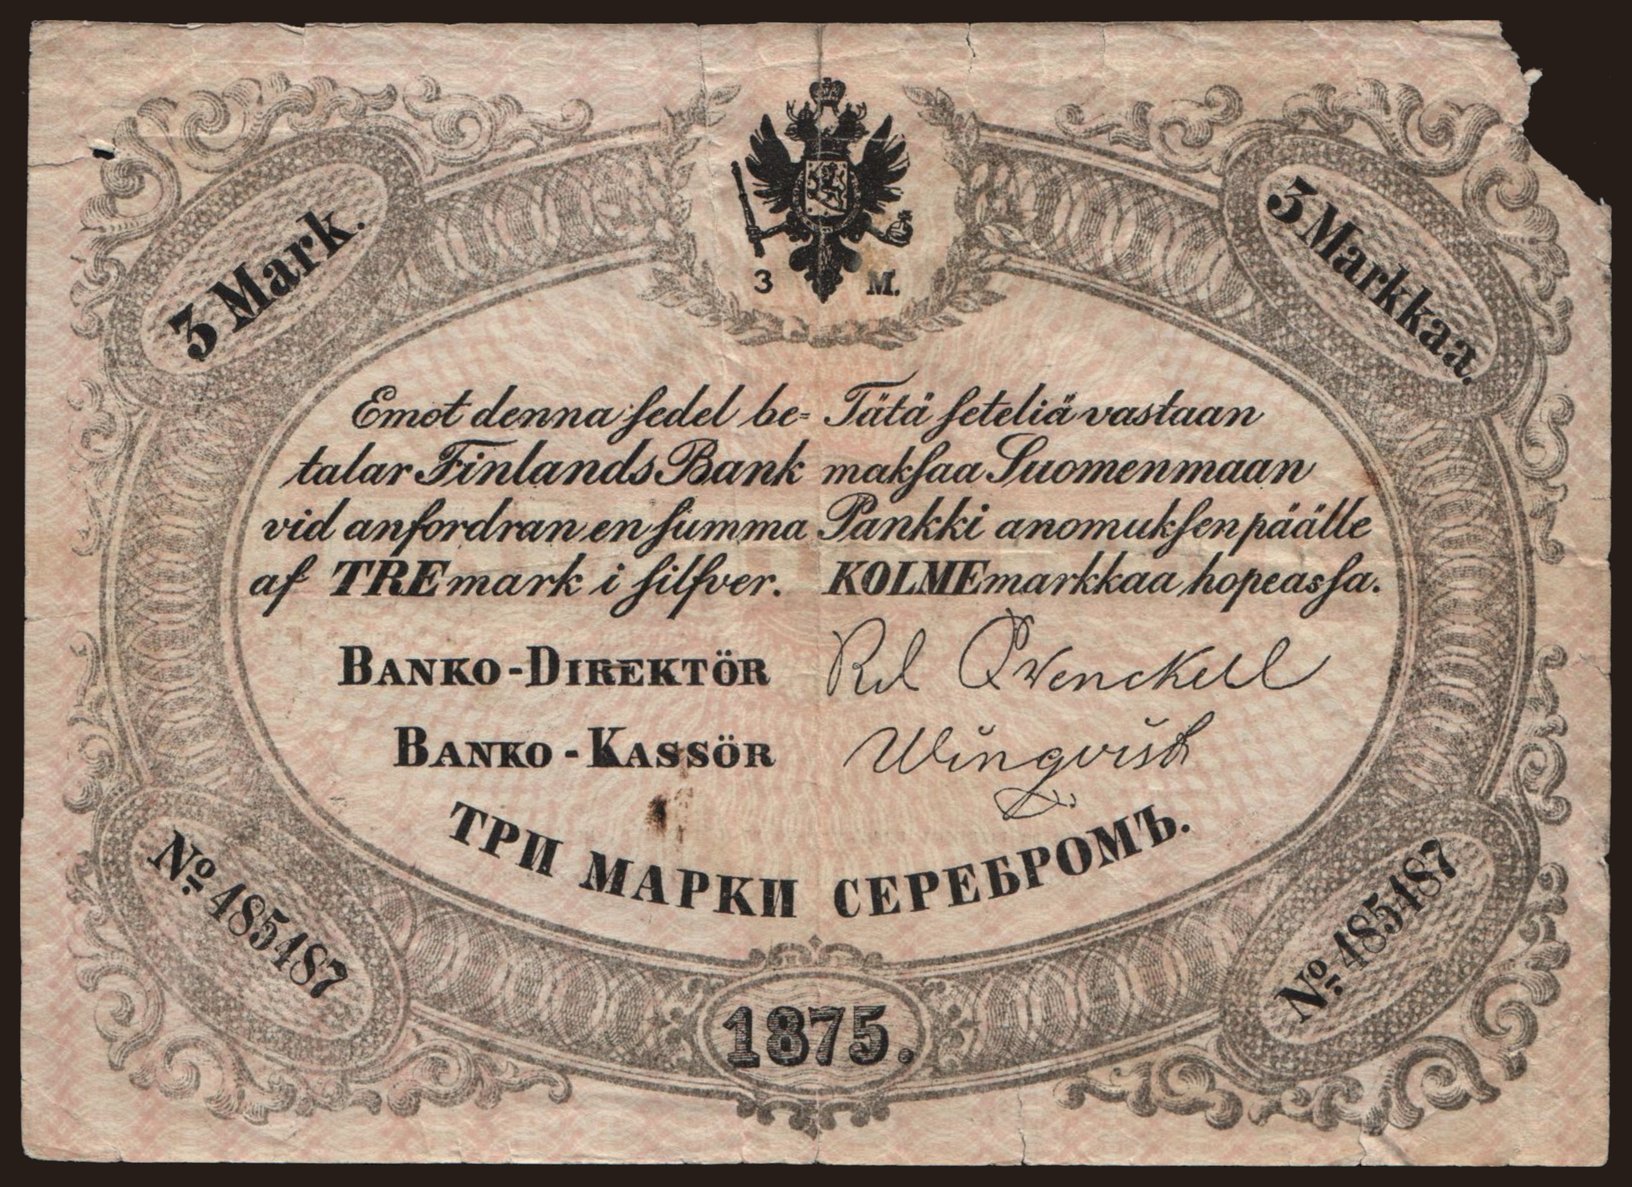 3 Mark.
3 M.
3 Markkaa.
Emot denna sedel be=
talar Finlands Bank
vid anfordran en summa
af TRE mark i silfver.
Tätä seteliä vastaan
maksaa Suomenmaan
Pankki anomuksen päälle
KOLME markkaa hopeassa.
BANKO-DIREKTÖR
BANKO-KASSÖR Winqvist
ТРИ МАРКИ СЕРЕБРОМЪ.
No 485487
1875.
No 485487